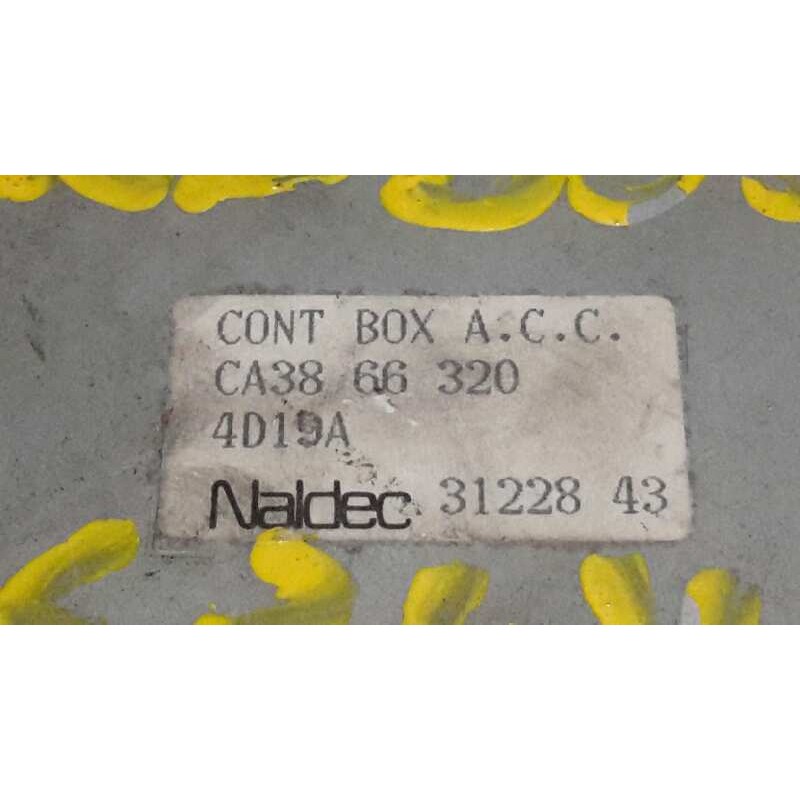 CONT BOX A.C.C.
CA38 66 320
4D19A
Naldec 31228 43